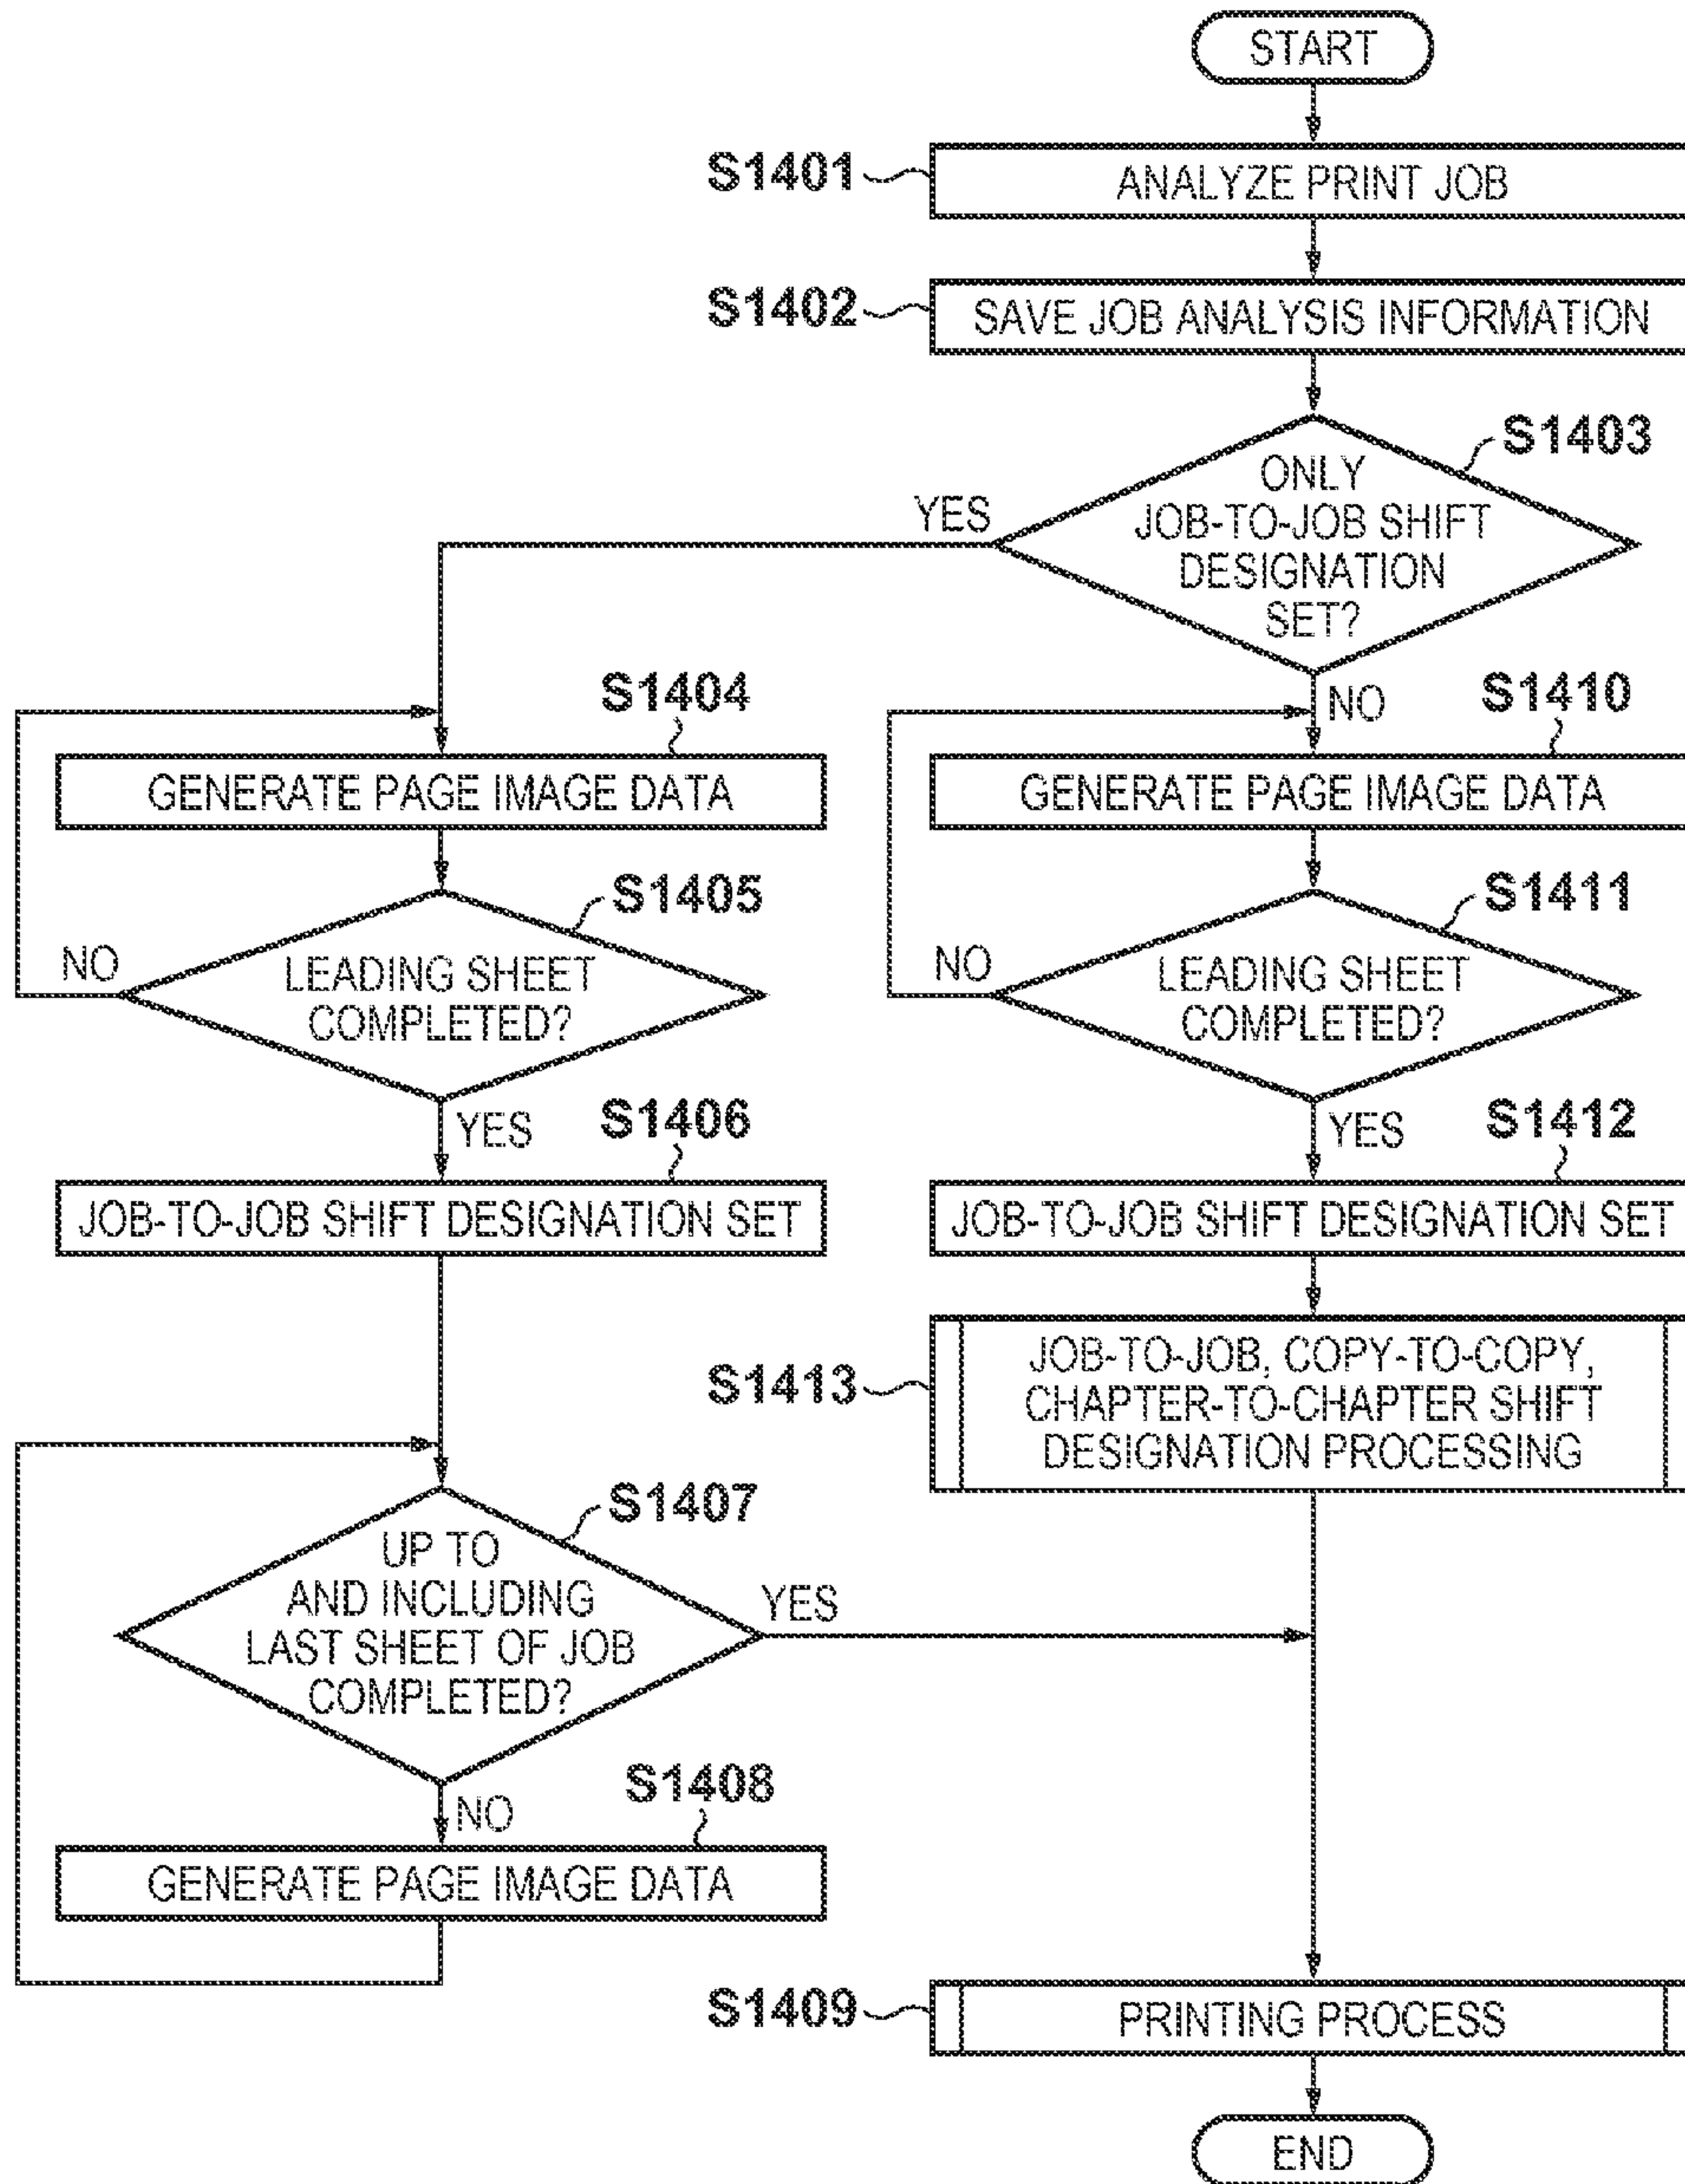 START
S1401
ANALYZE PRINT JOB
S1402
SAVE JOB ANALYSIS INFORMATION
S1403
ONLY
JOB-TO-JOB SHIFT
DESIGNATION
SET?
YES
NO
S1404
GENERATE PAGE IMAGE DATA
S1405
LEADING SHEET
COMPLETED?
NO
YES
S1406
JOB-TO-JOB SHIFT DESIGNATION SET
S1407
UP TO
AND INCLUDING
LAST SHEET OF JOB
COMPLETED?
YES
NO
S1408
GENERATE PAGE IMAGE DATA
S1410
GENERATE PAGE IMAGE DATA
S1411
LEADING SHEET
COMPLETED?
NO
YES
S1412
JOB-TO-JOB SHIFT DESIGNATION SET
S1413
JOB-TO-JOB, COPY-TO-COPY,
CHAPTER-TO-CHAPTER SHIFT
DESIGNATION PROCESSING
S1409
PRINTING PROCESS
END